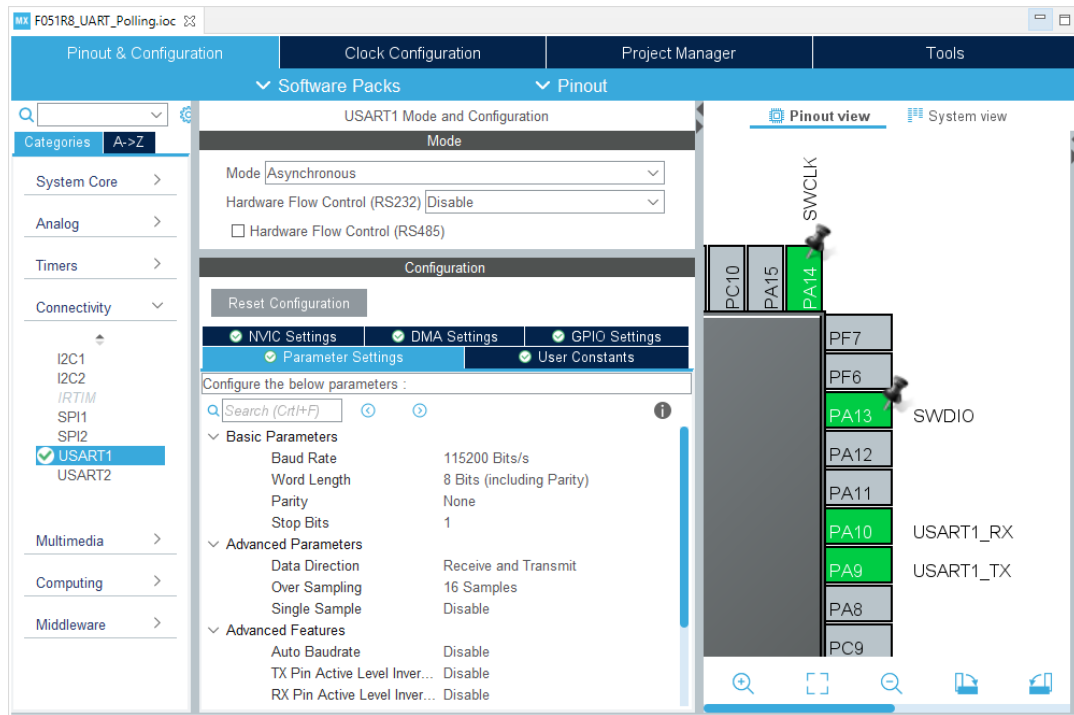 MX F051R8_UART_Polling.ioc
Pinout & Configuration Clock Configuration Project Manager Tools
Software Packs Pinout
USART1 Mode and Configuration
Pinout view System view
Categories A->Z
Mode
System Core
Mode Asynchronous
Hardware Flow Control (RS232) Disable
Hardware Flow Control (RS485)
Analog
Timers
Connectivity
I2C1
I2C2
IRTIM
SPI1
SPI2
USART1
USART2
Multimedia
Computing
Middleware
Configuration
Reset Configuration
NVIC Settings DMA Settings GPIO Settings
Parameter Settings User Constants
Configure the below parameters :
Search (Crtl+F)
Basic Parameters
Baud Rate 115200 Bits/s
Word Length 8 Bits (including Parity)
Parity None
Stop Bits 1
Advanced Parameters
Data Direction Receive and Transmit
Over Sampling 16 Samples
Single Sample Disable
Advanced Features
Auto Baudrate Disable
TX Pin Active Level Inver... Disable
RX Pin Active Level Inver... Disable
SWCLK
PC10
PA15
PA14
PF7
PF6
PA13 SWDIO
PA12
PA11
PA10 USART1_RX
PA9 USART1_TX
PA8
PC9